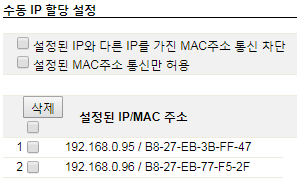 수동 IP 할당 설정
설정된 IP와 다른 IP를 가진 MAC주소 통신 차단
설정된 MAC주소 통신만 허용
삭제
설정된 IP/MAC 주소
1 192.168.0.95 / B8-27-EB-3B-FF-47
2 192.168.0.96 / B8-27-EB-77-F5-2F